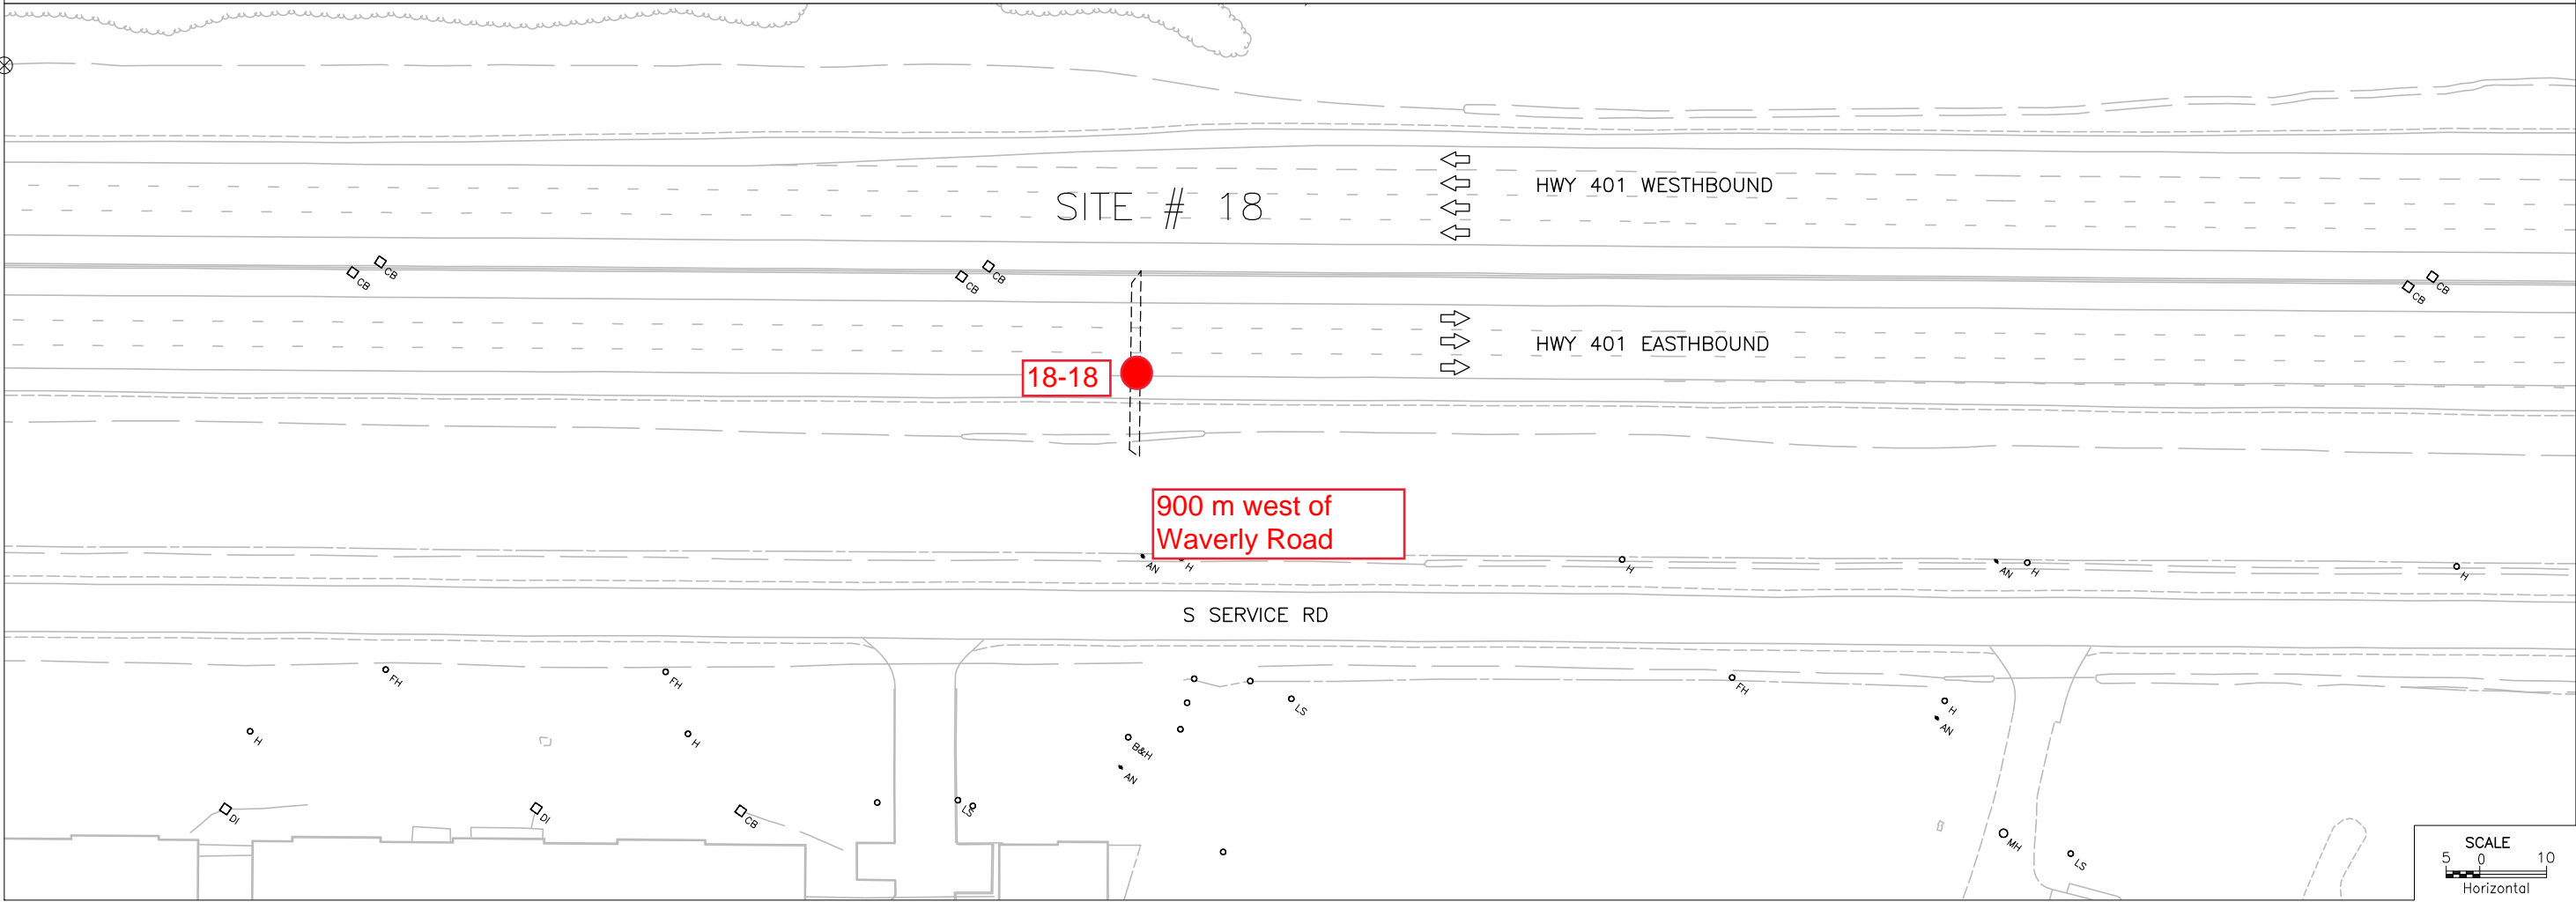 HWY 401 WESTHBOUND
SITE # 18
CB
CB
CB
CB
CB
CB
HWY 401 EASTHBOUND
18-18
900 m west of
Waverly Road
AN
H
H
AN
H
H
S SERVICE RD
FH
FH
FH
LS
H
AN
H
H
B&H
AN
DI
DI
CB
LS
MH
LS
SCALE
5 0 10
Horizontal